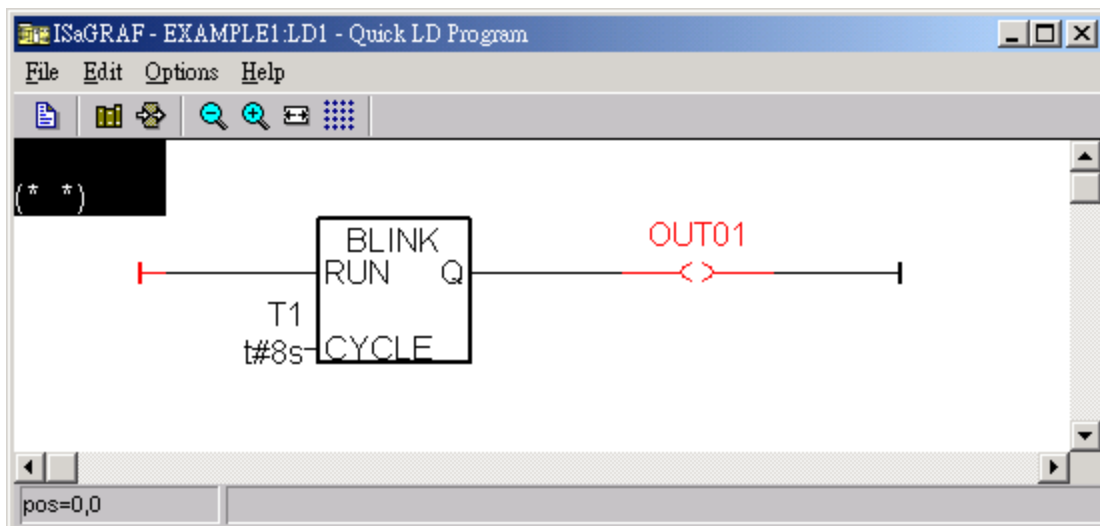 ISaGRAF - EXAMPLE1:LD1 - Quick LD Program
File Edit Options Help
(* *)
BLINK
OUT01
RUN Q
T1
t#8s CYCLE
pos=0,0